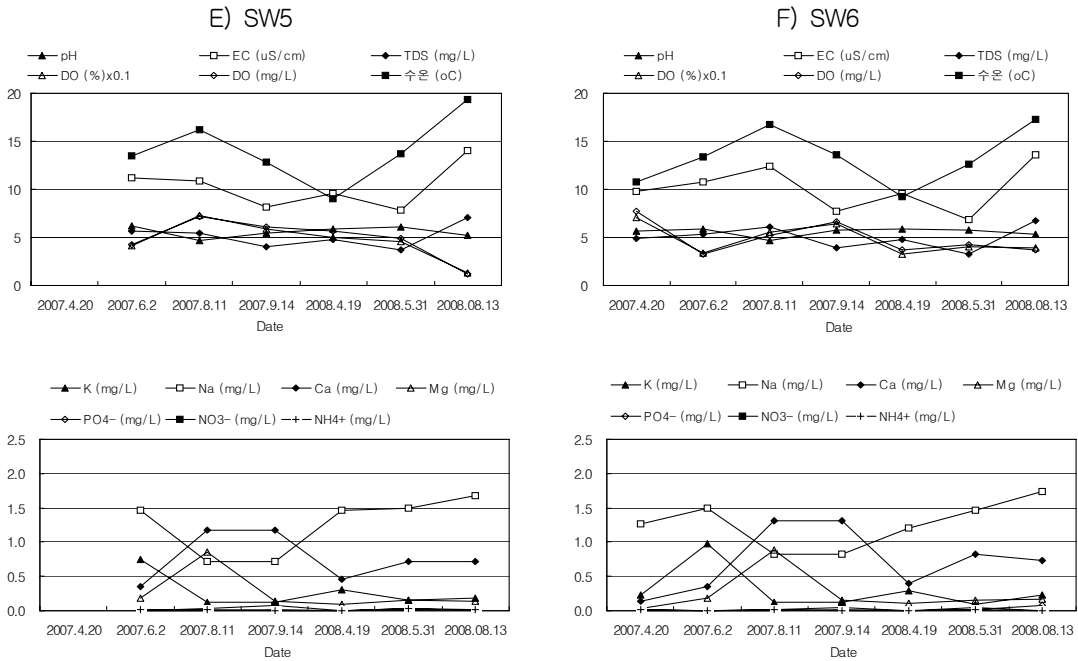 E) SW5
pH EC (uS/cm) TDS (mg/L)
DO (%)x0.1 DO (mg/L) 수온 (oC)
20
15
10
5
0
2007.4.20 2007.6.2 2007.8.11 2007.9.14 2008.4.19 2008.5.31 2008.08.13
Date
F) SW6
pH EC (uS/cm) TDS (mg/L)
DO (%)x0.1 DO (mg/L) 수온 (oC)
20
15
10
5
0
2007.4.20 2007.6.2 2007.8.11 2007.9.14 2008.4.19 2008.5.31 2008.08.13
Date
K (mg/L) Na (mg/L) Ca (mg/L) Mg (mg/L)
PO4- (mg/L) NO3- (mg/L) NH4+ (mg/L)
2.5
2.0
1.5
1.0
0.5
0.0
2007.4.20 2007.6.2 2007.8.11 2007.9.14 2008.4.19 2008.5.31 2008.08.13
Date
K (mg/L) Na (mg/L) Ca (mg/L) Mg (mg/L)
PO4- (mg/L) NO3- (mg/L) NH4+ (mg/L)
2.5
2.0
1.5
1.0
0.5
0.0
2007.4.20 2007.6.2 2007.8.11 2007.9.14 2008.4.19 2008.5.31 2008.08.13
Date